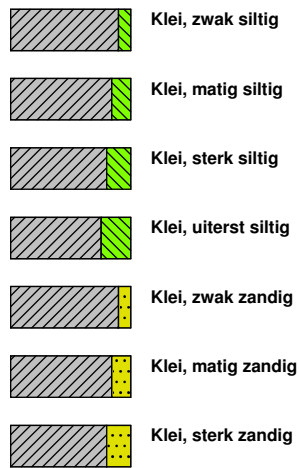 Klei, zwak siltig
Klei, matig siltig
Klei, sterk siltig
Klei, uiterst siltig
Klei, zwak zandig
Klei, matig zandig
Klei, sterk zandig